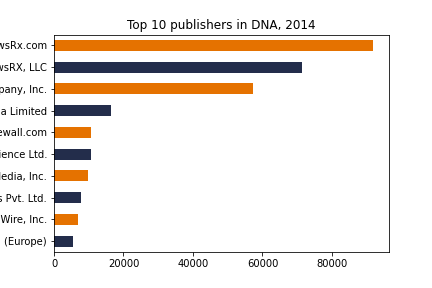 Top 10 publishers in DNA, 2014
wsRx.com
wsRX, LLC
pany, Inc.
a Limited
ewall.com
ience Ltd.
Media, Inc.
s Pvt. Ltd.
Wire, Inc.
(Europe)
0 20000 40000 60000 80000